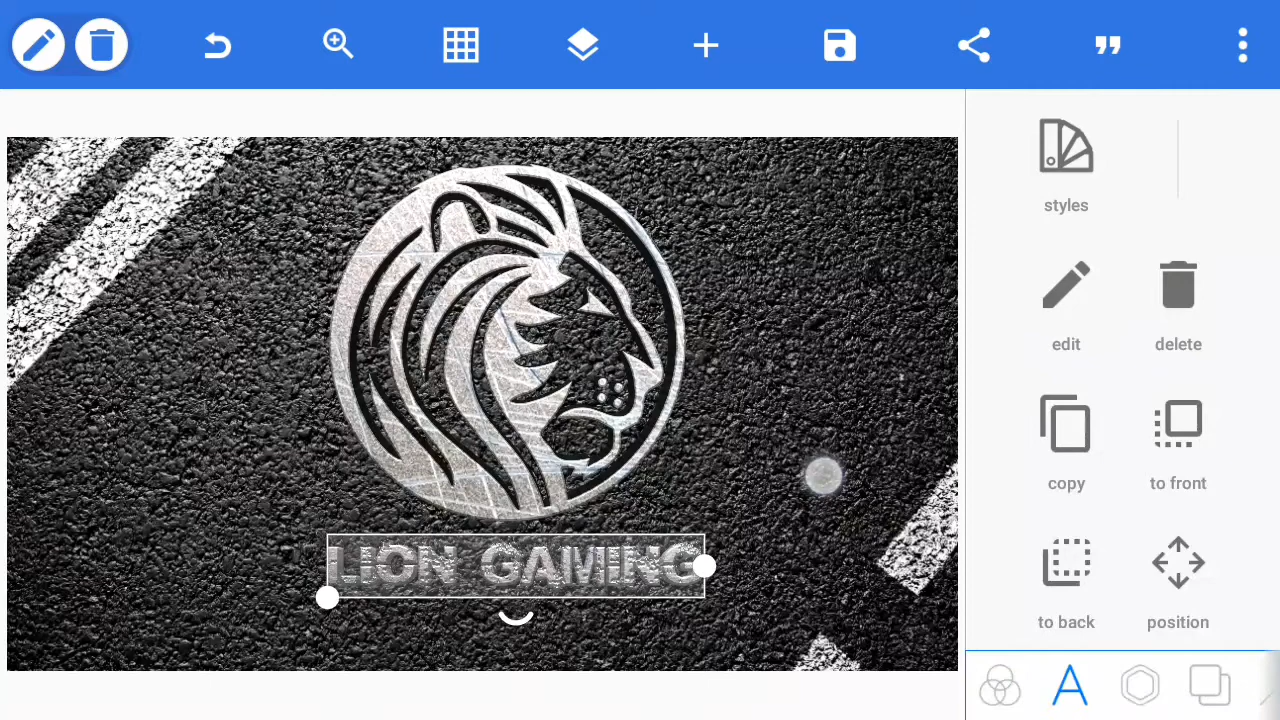 styles
edit
delete
copy
to front
LION GAMING
to back
position